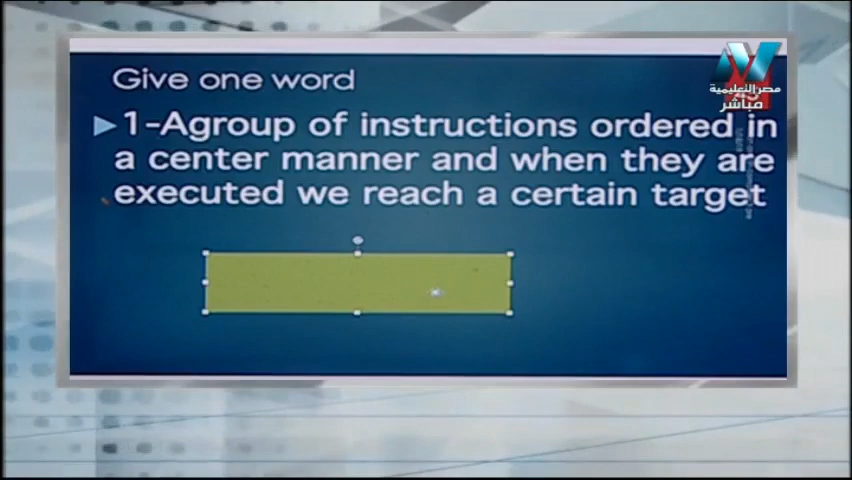 Give one word
1-Agroup of instructions ordered in
a center manner and when they are
executed we reach a certain target
مصر التعليمية
مباشر